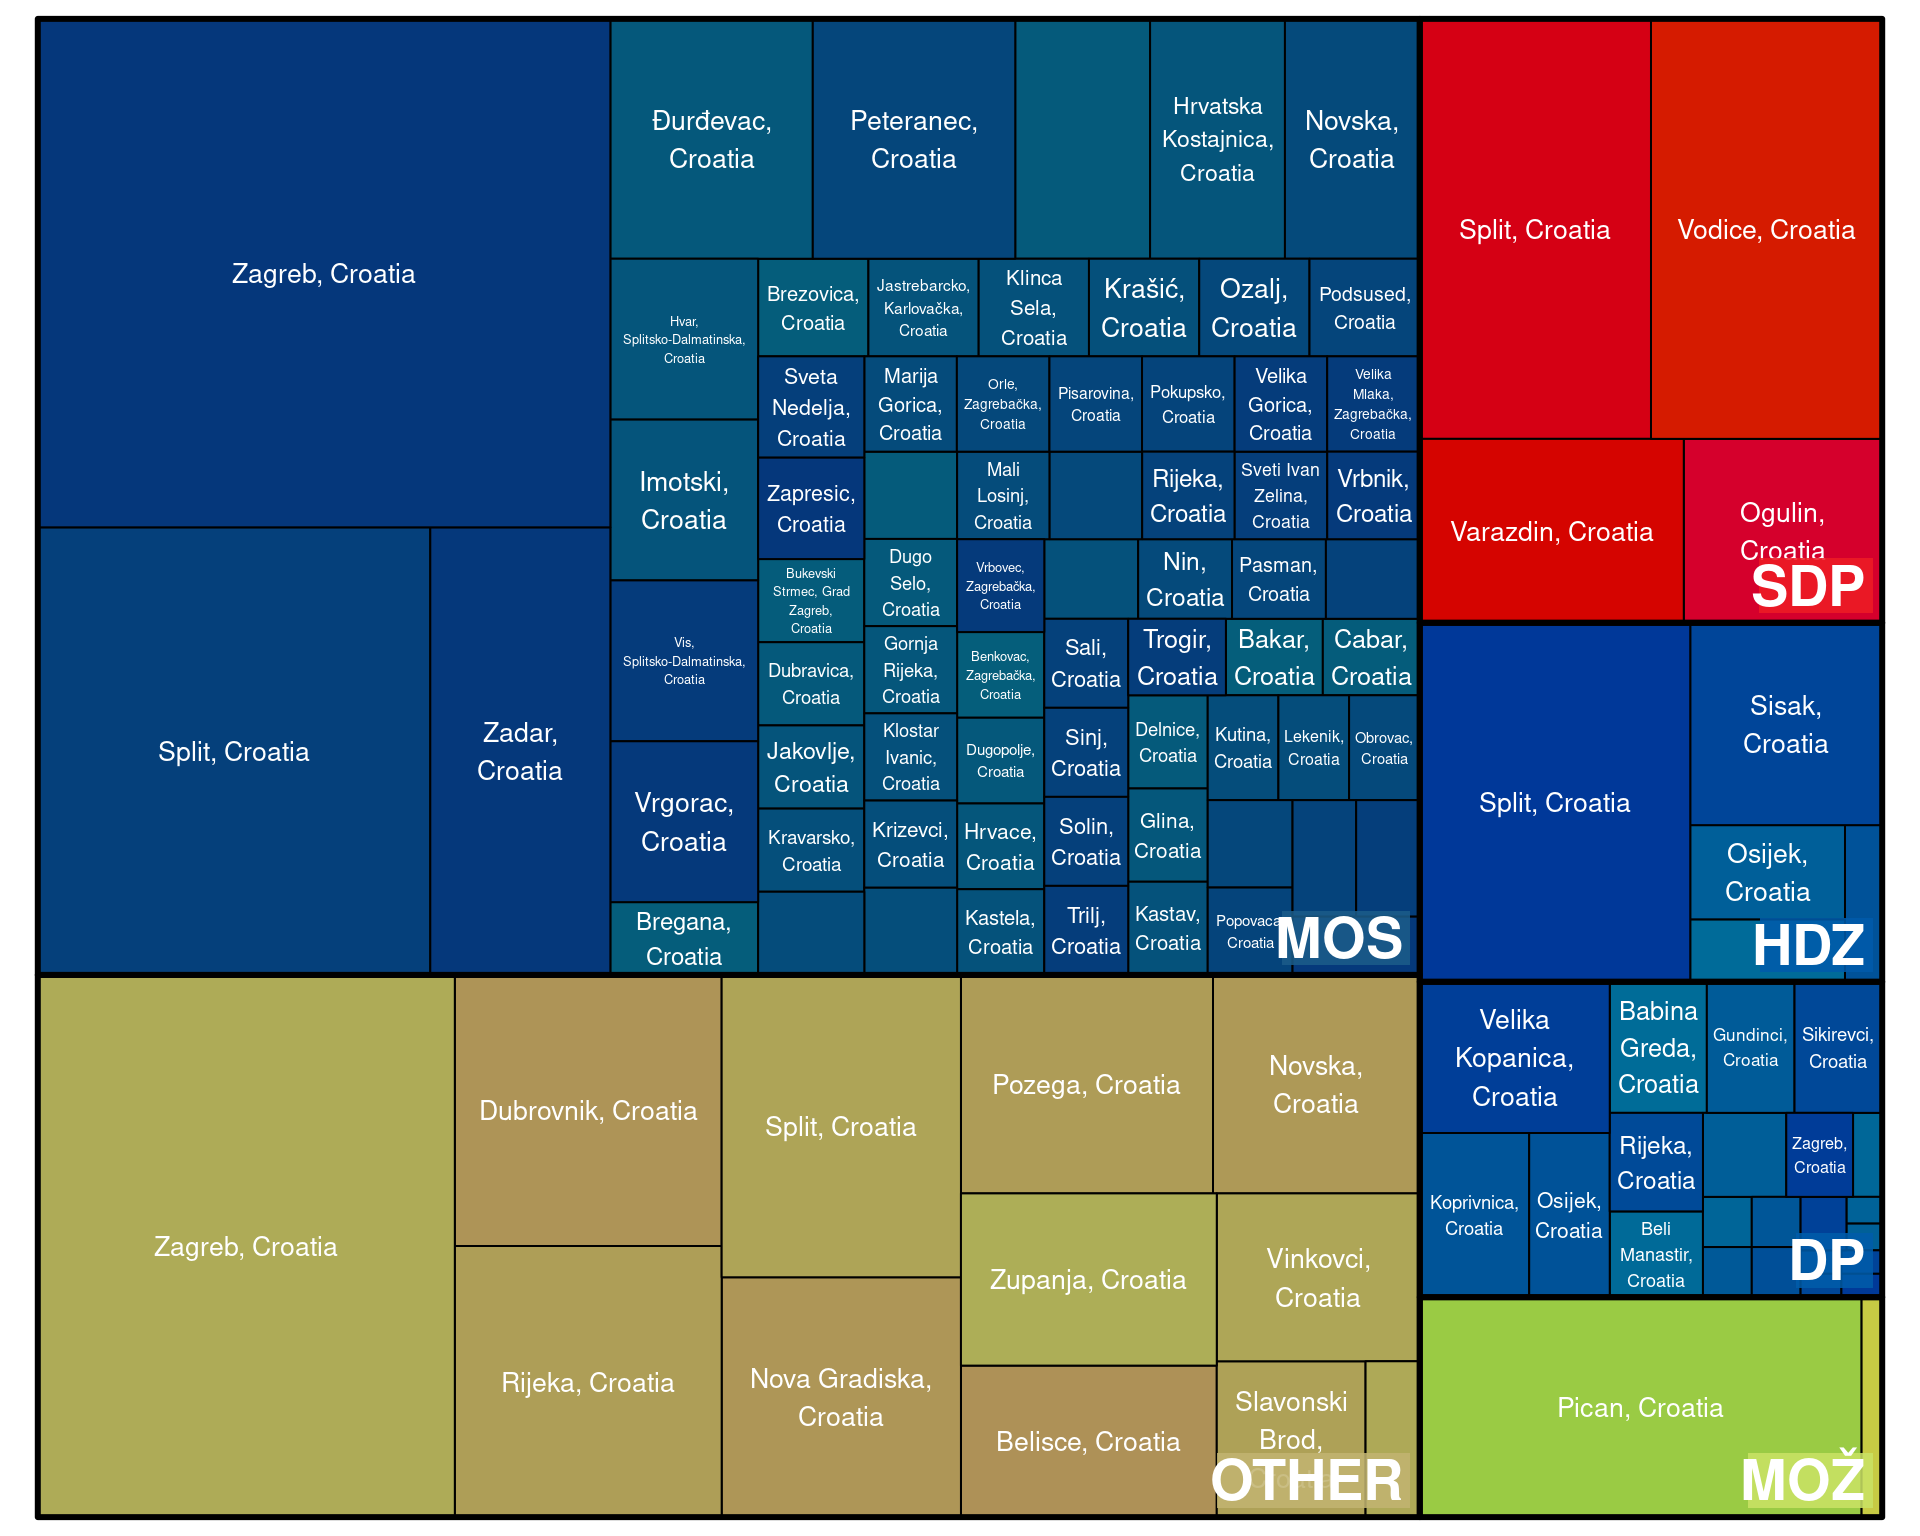 Zagreb, Croatia
Split, Croatia
Zadar,
Croatia
Đurđevac,
Croatia
Peteranec,
Croatia
Hrvatska
Kostajnica,
Croatia
Novska,
Croatia
Hvar,
Splitsko-Dalmatinska,
Croatia
Imotski,
Croatia
Vis,
Splitsko-Dalmatinska,
Croatia
Vrgorac,
Croatia
Bregana,
Croatia
Brezovica,
Croatia
Jastrebarcko,
Karlovačka,
Croatia
Klinca
Sela,
Croatia
Krašić,
Croatia
Ozalj,
Croatia
Podsused,
Croatia
Sveta
Nedelja,
Croatia
Zapresic,
Croatia
Bukevski
Strmec, Grad
Zagreb,
Croatia
Dubravica,
Croatia
Jakovlje,
Croatia
Kravarsko,
Croatia
Marija
Gorica,
Croatia
Orle,
Zagrebačka,
Croatia
Pisarovina,
Croatia
Pokupsko,
Croatia
Velika
Gorica,
Croatia
Velika
Mlaka,
Zagrebačka,
Croatia
Mali
Losinj,
Croatia
Rijeka,
Croatia
Sveti Ivan
Zelina,
Croatia
Vrbnik,
Croatia
Dugo
Selo,
Croatia
Gornja
Rijeka,
Croatia
Klostar
Ivanic,
Croatia
Krizevci,
Croatia
Vrbovec,
Zagrebačka,
Croatia
Benkovac,
Zagrebačka,
Croatia
Dugopolje,
Croatia
Hrvace,
Croatia
Kastela,
Croatia
Nin,
Croatia
Pasman,
Croatia
Sali,
Croatia
Sinj,
Croatia
Solin,
Croatia
Trilj,
Croatia
Trogir,
Croatia
Bakar,
Croatia
Cabar,
Croatia
Delnice,
Croatia
Glina,
Croatia
Kastav,
Croatia
Kutina,
Croatia
Lekenik,
Croatia
Obrovac,
Croatia
Popovaca,
Croatia
MOS
Zagreb, Croatia
Dubrovnik, Croatia
Rijeka, Croatia
Split, Croatia
Nova Gradiska,
Croatia
Pozega, Croatia
Novska,
Croatia
Zupanja, Croatia
Vinkovci,
Croatia
Belisce, Croatia
Slavonski
Brod,
Croatia
OTHER
Split, Croatia
Vodice, Croatia
Varazdin, Croatia
Ogulin,
Croatia
SDP
Split, Croatia
Sisak,
Croatia
Osijek,
Croatia
HDZ
Velika
Kopanica,
Croatia
Koprivnica,
Croatia
Osijek,
Croatia
Babina
Greda,
Croatia
Gundinci,
Croatia
Sikirevci,
Croatia
Rijeka,
Croatia
Beli
Manastir,
Croatia
Zagreb,
Croatia
DP
Pican, Croatia
MOŽ